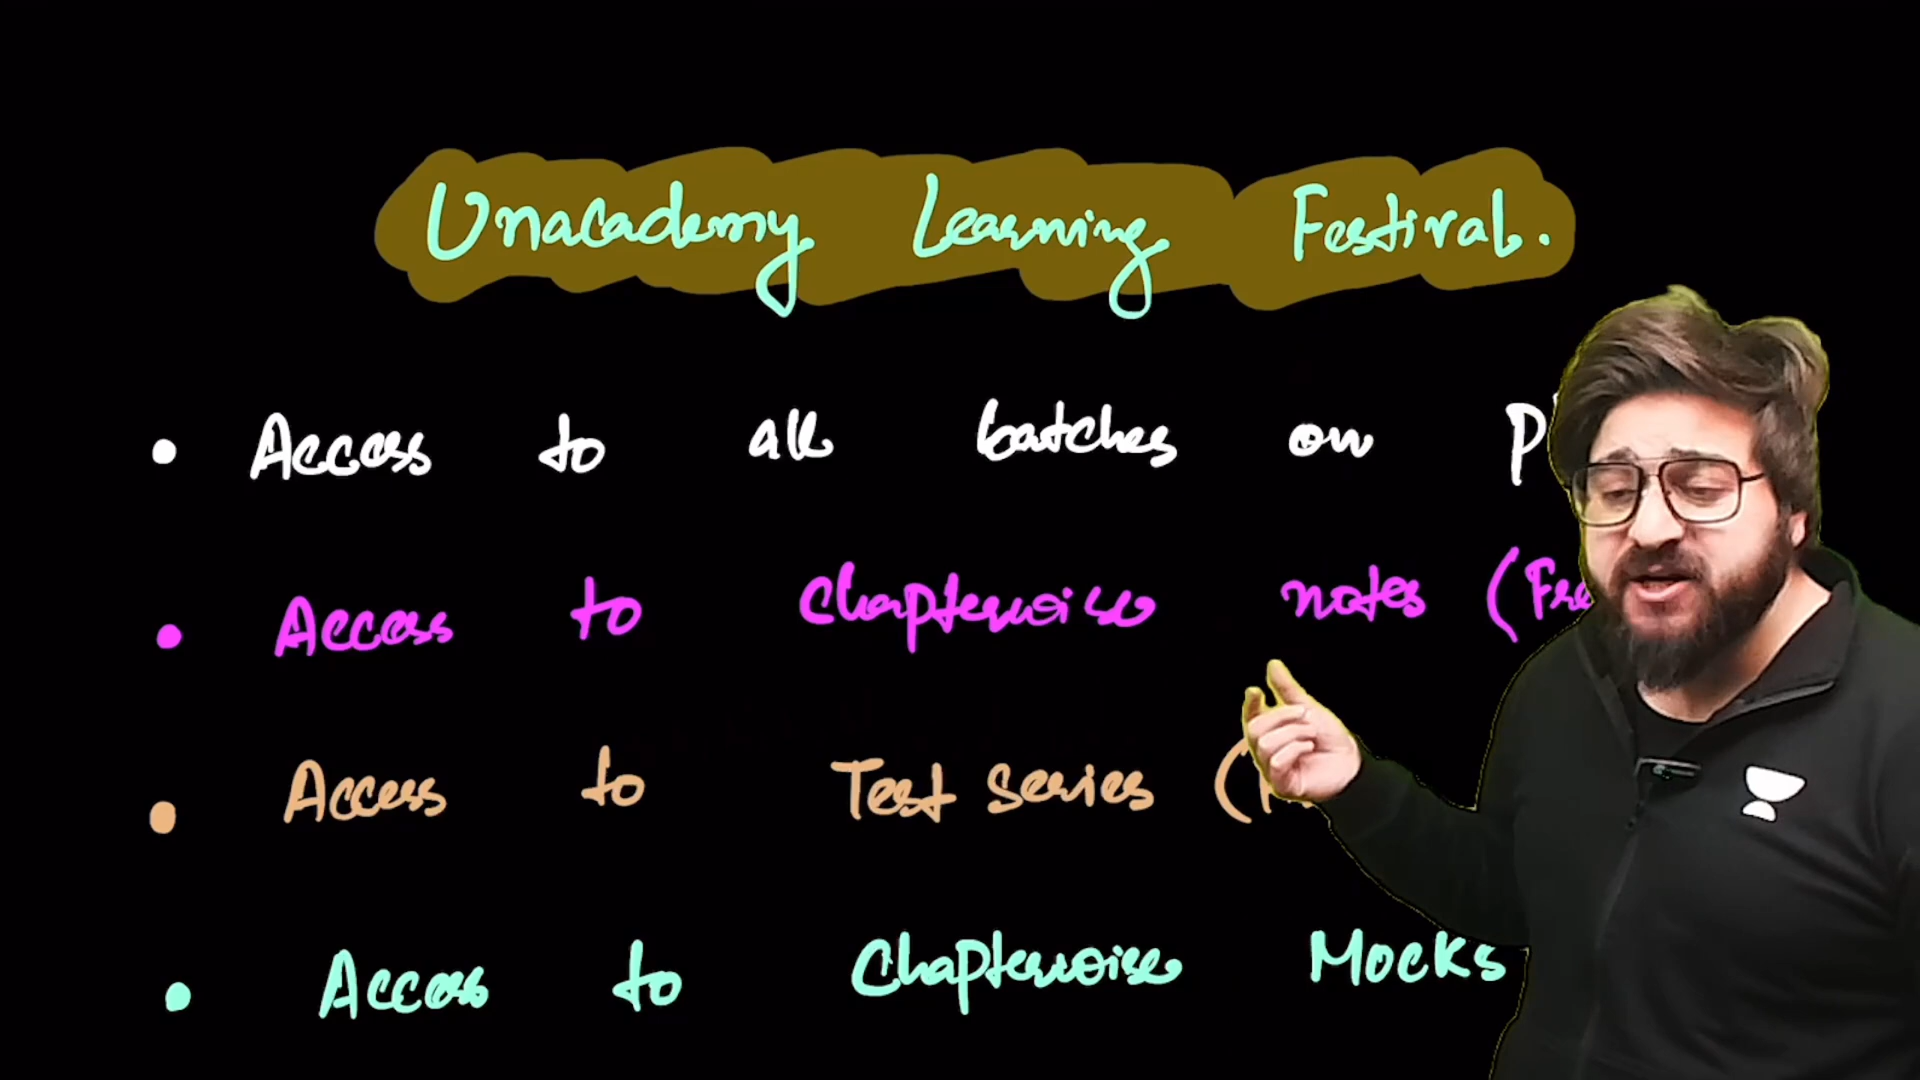 Unacademy Learning Festival.
• Access to all batches on
• Access to Chapterwise notes
• Access to Test Series
• Access to Chapterwise Mocks